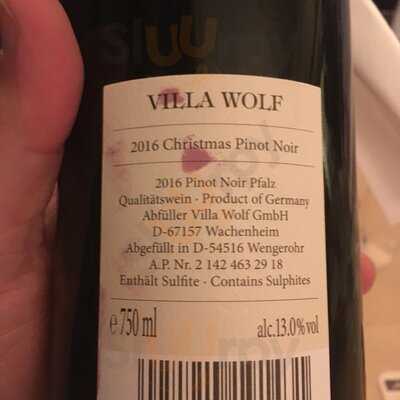 VILLA WOLF
2016 Christmas Pinot Noir
2016 Pinot Noir Pfalz
Qualitätswein · Product of Germany
Abfüller Villa Wolf GmbH
D-67157 Wachenheim
Abgefüllt in D-54516 Wengerohr
A.P. Nr. 2 142 463 29 18
Enthält Sulfite · Contains Sulphites
℮ 750 ml alc.13.0% vol